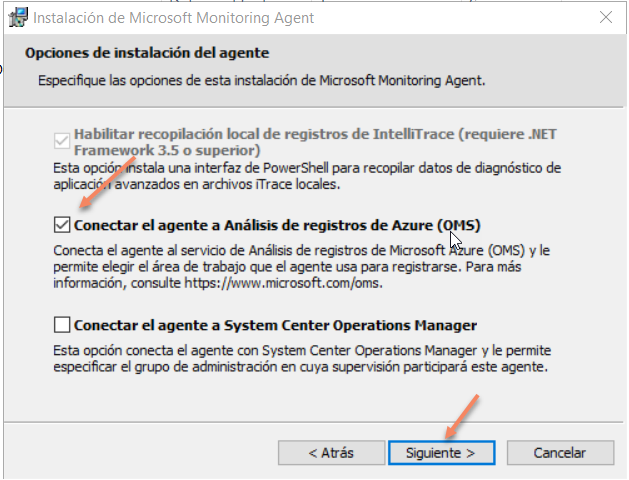 Instalación de Microsoft Monitoring Agent
Opciones de instalación del agente
Especifique las opciones de esta instalación de Microsoft Monitoring Agent.
Habilitar recopilación local de registros de IntelliTrace (requiere .NET
Framework 3.5 o superior)
Esta opción instala una interfaz de PowerShell para recopilar datos de diagnóstico de
aplicación avanzados en archivos iTrace locales.
Conectar el agente a Análisis de registros de Azure (OMS)
Conecta el agente al servicio de Análisis de registros de Microsoft Azure (OMS) y le
permite elegir el área de trabajo que el agente usa para registrarse. Para más
información, consulte https://www.microsoft.com/oms.
Conectar el agente a System Center Operations Manager
Esta opción conecta el agente con System Center Operations Manager y le permite
especificar el grupo de administración en cuya supervisión participará este agente.
< Atrás
Siguiente >
Cancelar